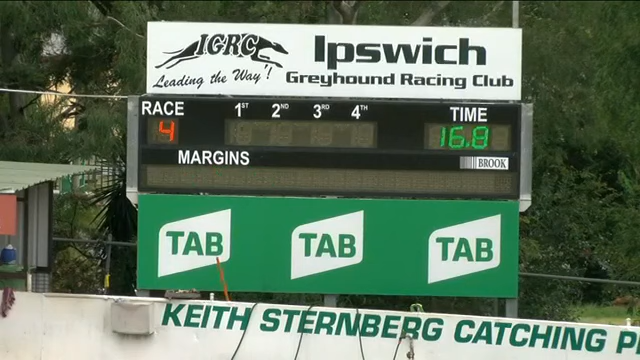 IGRC
Leading the Way!
Ipswich
Greyhound Racing Club
RACE 1ST 2ND 3RD 4TH TIME
4 16.8
MARGINS BROOK
TAB TAB TAB
KEITH STERNBERG CATCHING